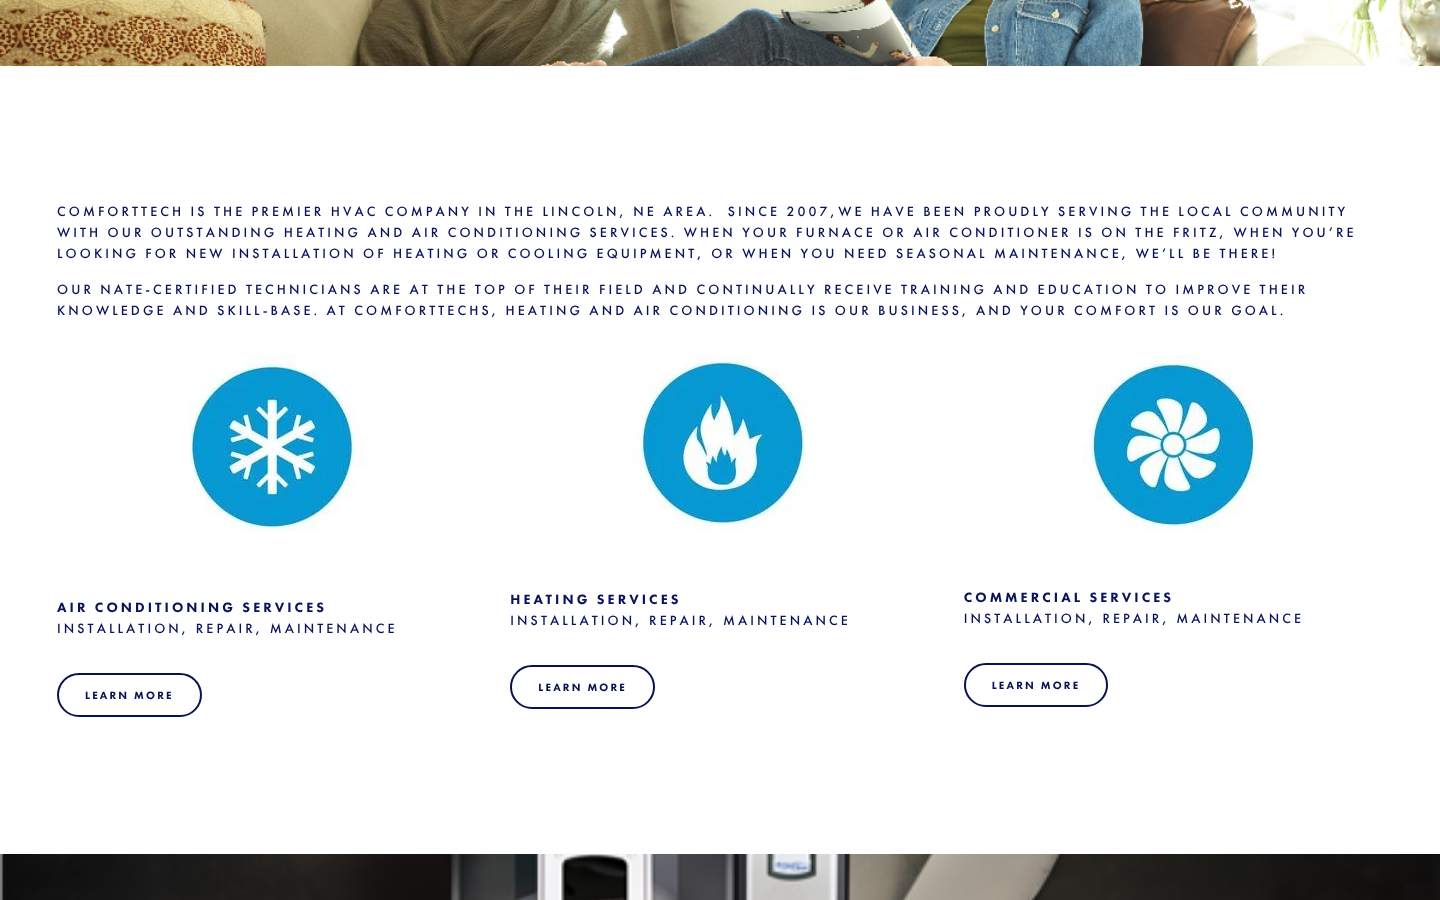 COMFORTTECH IS THE PREMIER HVAC COMPANY IN THE LINCOLN, NE AREA.  SINCE 2007,WE HAVE BEEN PROUDLY SERVING THE LOCAL COMMUNITY
WITH OUR OUTSTANDING HEATING AND AIR CONDITIONING SERVICES. WHEN YOUR FURNACE OR AIR CONDITIONER IS ON THE FRITZ, WHEN YOU’RE
LOOKING FOR NEW INSTALLATION OF HEATING OR COOLING EQUIPMENT, OR WHEN YOU NEED SEASONAL MAINTENANCE, WE’LL BE THERE!
OUR NATE-CERTIFIED TECHNICIANS ARE AT THE TOP OF THEIR FIELD AND CONTINUALLY RECEIVE TRAINING AND EDUCATION TO IMPROVE THEIR
KNOWLEDGE AND SKILL-BASE. AT COMFORTTECHS, HEATING AND AIR CONDITIONING IS OUR BUSINESS, AND YOUR COMFORT IS OUR GOAL.
AIR CONDITIONING SERVICES
INSTALLATION, REPAIR, MAINTENANCE
LEARN MORE
HEATING SERVICES
INSTALLATION, REPAIR, MAINTENANCE
LEARN MORE
COMMERCIAL SERVICES
INSTALLATION, REPAIR, MAINTENANCE
LEARN MORE